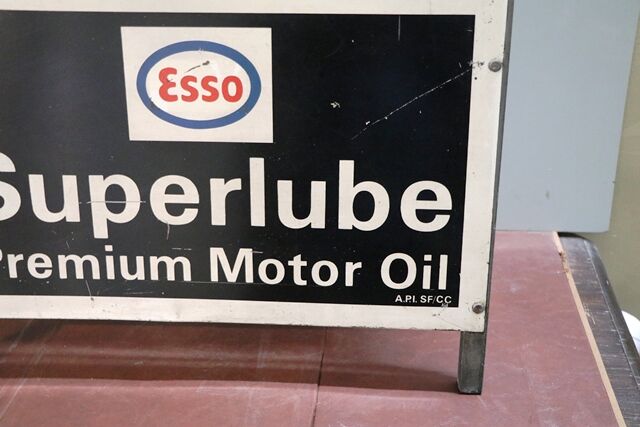 Esso
Superlube
Premium Motor Oil
A.P.I. SF/CC